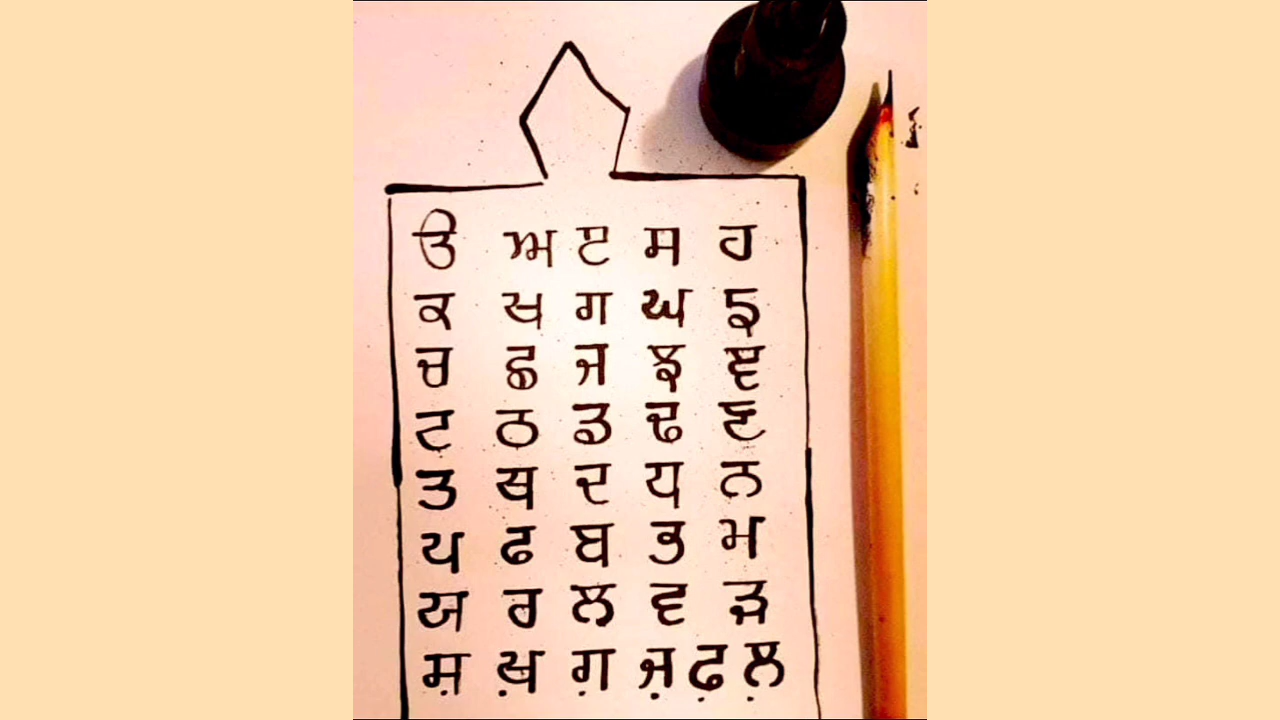 ੳ ਅ ੲ ਸ ਹ
ਕ ਖ ਗ ਘ ਙ
ਚ ਛ ਜ ਝ ਞ
ਟ ਠ ਡ ਢ ਣ
ਤ ਥ ਦ ਧ ਨ
ਪ ਫ ਬ ਭ ਮ
ਯ ਰ ਲ ਵ ੜ
ਸ਼ ਖ਼ ਗ਼ ਜ਼ ਫ਼ ਲ਼